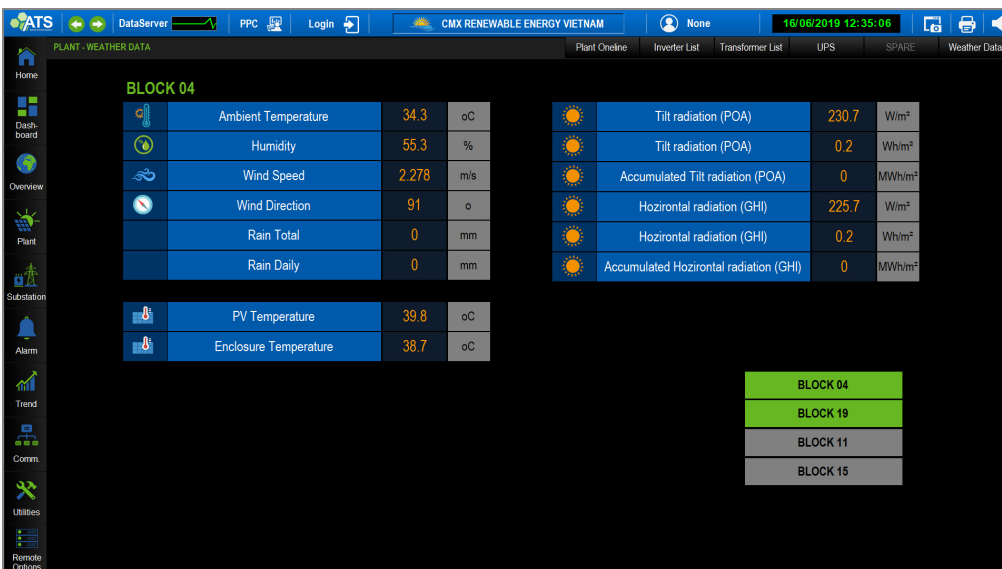 ATS DataServer PPC Login CMX RENEWABLE ENERGY VIETNAM None 16/06/2019 12:35:06
PLANT - WEATHER DATA Plant Oneline Inverter List Transformer List UPS SPARE Weather Data
Home
Dash-
board
Overview
Plant
Substation
Alarm
Trend
Comm.
Utilities
Remote
Options
BLOCK 04
Ambient Temperature 34.3 oC
Humidity 55.3 %
Wind Speed 2.278 m/s
Wind Direction 91 o
Rain Total 0 mm
Rain Daily 0 mm
PV Temperature 39.8 oC
Enclosure Temperature 38.7 oC
Tilt radiation (POA) 230.7 W/m²
Tilt radiation (POA) 0.2 Wh/m²
Accumulated Tilt radiation (POA) 0 MWh/m²
Hozirontal radiation (GHI) 225.7 W/m²
Hozirontal radiation (GHI) 0.2 Wh/m²
Accumulated Hozirontal radiation (GHI) 0 MWh/m²
BLOCK 04
BLOCK 19
BLOCK 11
BLOCK 15